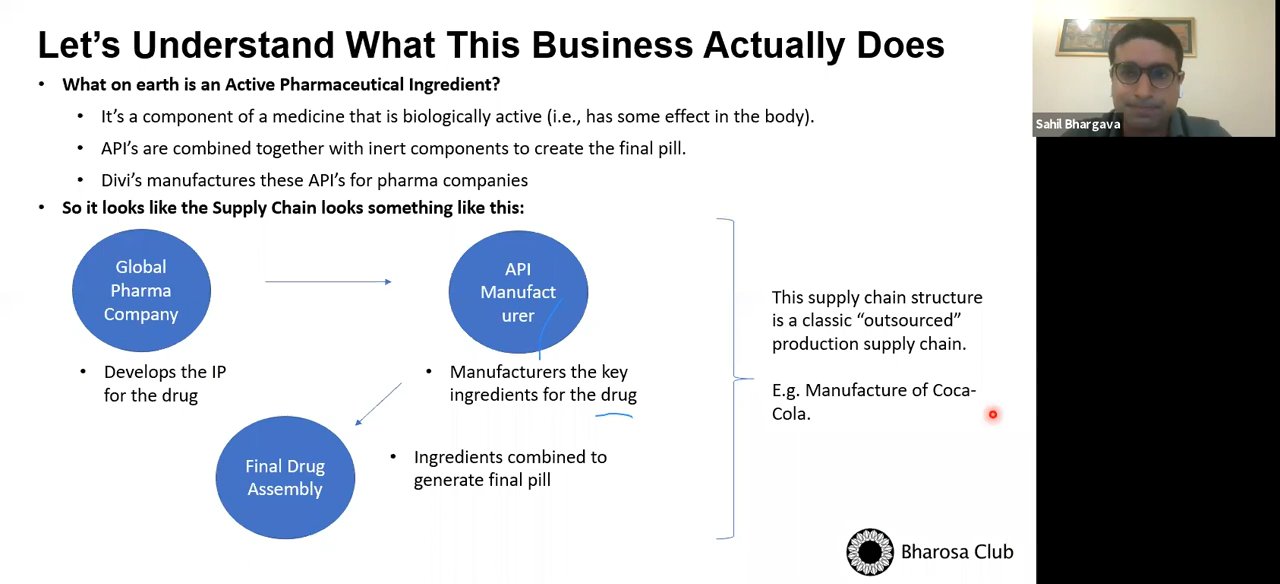 Let's Understand What This Business Actually Does
• What on earth is an Active Pharmaceutical Ingredient?
• It's a component of a medicine that is biologically active (i.e., has some effect in the body).
• API's are combined together with inert components to create the final pill.
• Divi's manufactures these API's for pharma companies
• So it looks like the Supply Chain looks something like this:
Global
Pharma
Company
• Develops the IP
for the drug
API
Manufact
urer
• Manufacturers the key
ingredients for the drug
Final Drug
Assembly
• Ingredients combined to
generate final pill
This supply chain structure
is a classic “outsourced”
production supply chain.
E.g. Manufacture of Coca-
Cola.
Bharosa Club
Sahil Bhargava